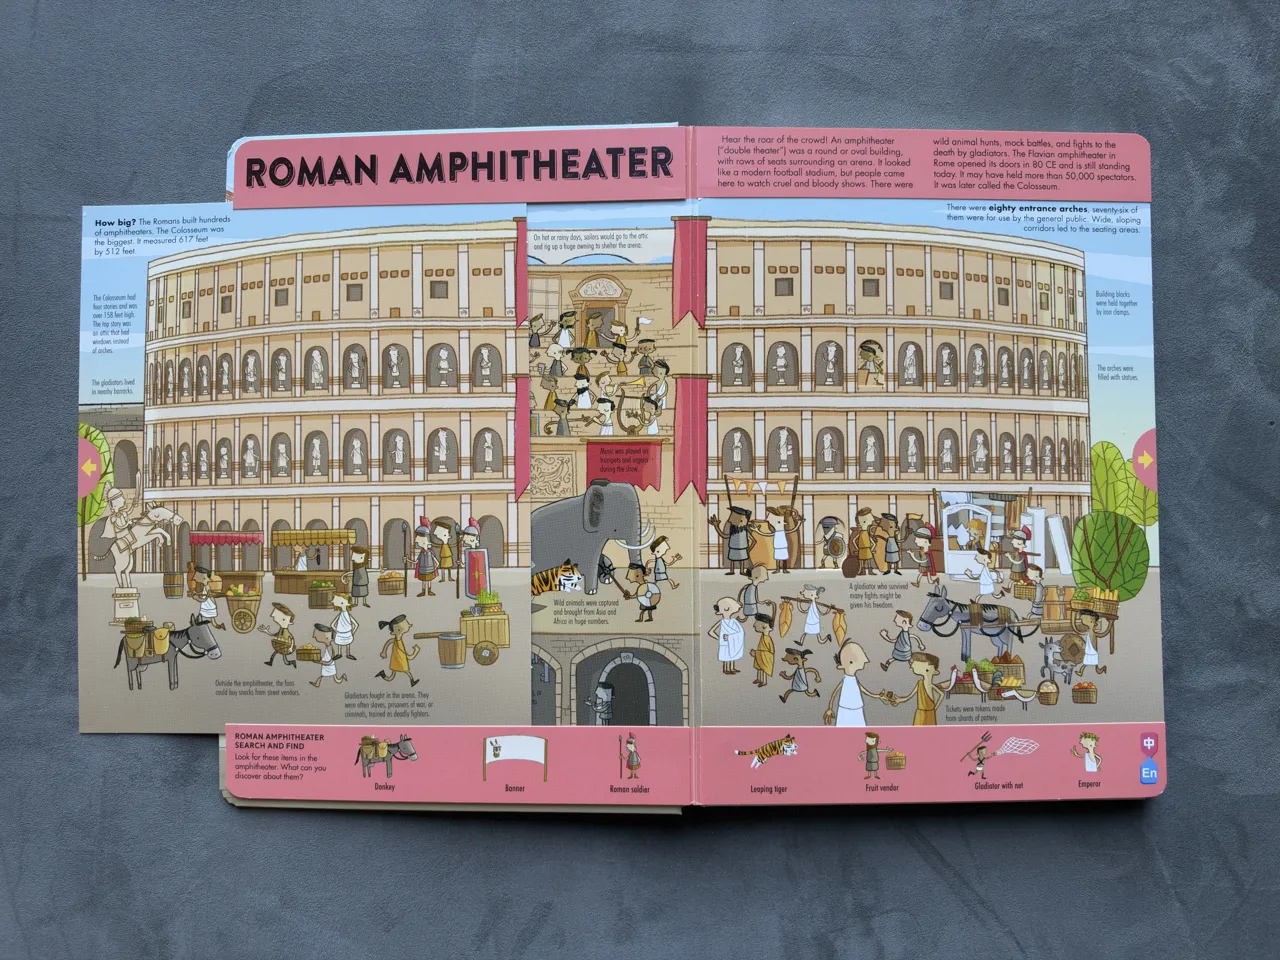 ROMAN AMPHITHEATER
Hear the roar of the crowd! An amphitheater
("double theater") was a round or oval building,
with rows of seats surrounding an arena. It looked
like a modern football stadium, but people came
here to watch cruel and bloody shows. There were
wild animal hunts, mock battles, and fights to the
death by gladiators. The Flavian amphitheater in
Rome opened its doors in 80 CE and is still standing
today. It may have held more than 50,000 spectators.
It was later called the Colosseum.
How big? The Romans built hundreds
of amphitheaters. The Colosseum was
the biggest. It measured 617 feet
by 512 feet.
On hot or rainy days, sailors would go to the attic
and rig up a huge awning to shelter the arena.
There were eighty entrance arches, seventy-six of
them were for use by the general public. Wide, sloping
corridors led to the seating areas.
The Colosseum had
four stories and was
over 158 feet high.
The top story was
an attic that had
windows instead
of arches.
Building blocks
were held together
by iron clamps.
The gladiators lived
in nearby barracks.
The arches were
filled with statues.
Music was played on
trumpets and organs
during the show.
Wild animals were captured
and brought from Asia and
Africa in huge numbers.
A gladiator who survived
many fights might be
given his freedom.
Outside the amphitheater, the fans
could buy snacks from street vendors.
Gladiators fought in the arena. They
were often slaves, prisoners of war, or
criminals, trained as deadly fighters.
Tickets were tokens made
from shards of pottery.
ROMAN AMPHITHEATER
SEARCH AND FIND
Look for these items in the
amphitheater. What can you
discover about them?
Donkey
Banner
Roman soldier
Leaping tiger
Fruit vendor
Gladiator with net
Emperor
中
En